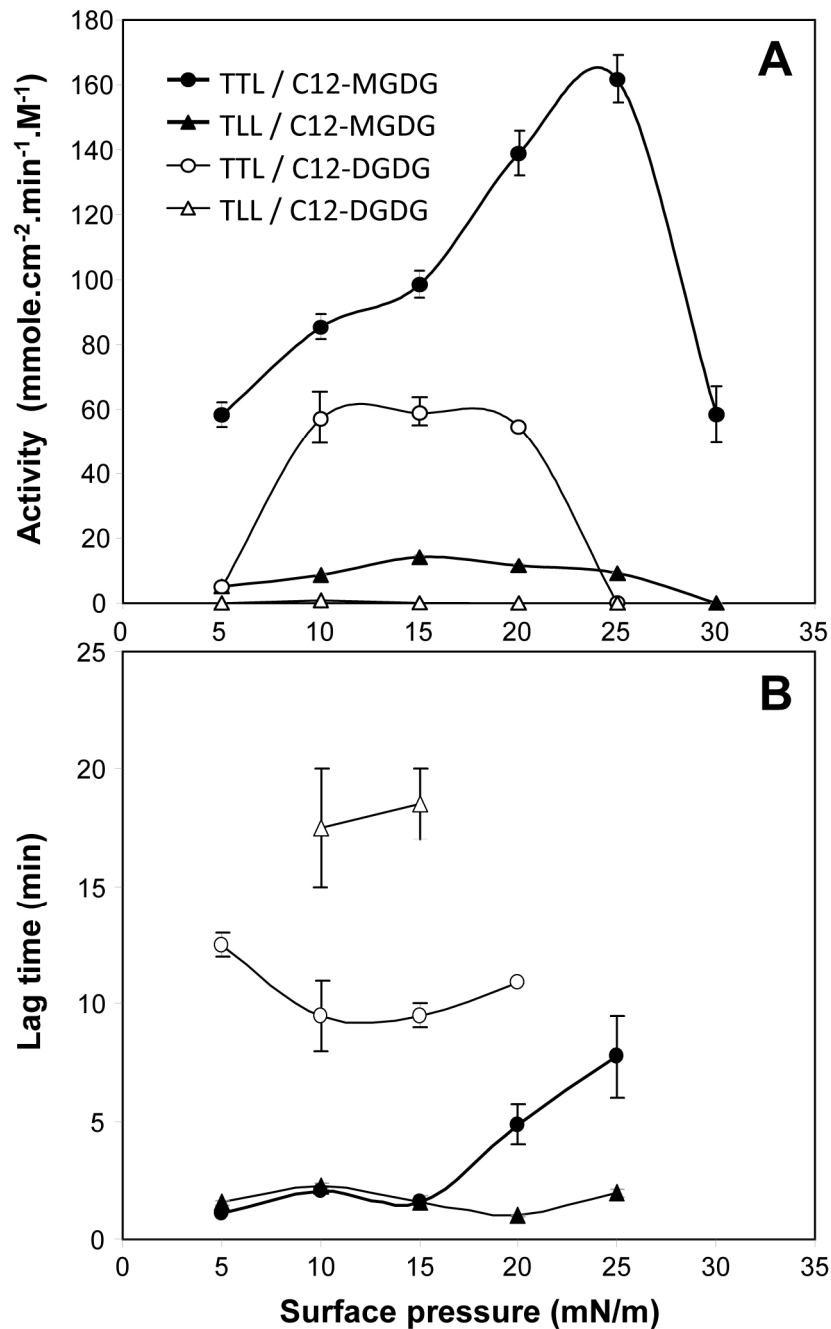 A
TTL / C12-MGDG
TLL / C12-MGDG
TTL / C12-DGDG
TLL / C12-DGDG
Activity (mmole.cm-2.min-1.M-1)
180
160
140
120
100
80
60
40
20
0
0 5 10 15 20 25 30 35
B
Lag time (min)
25
20
15
10
5
0
0 5 10 15 20 25 30 35
Surface pressure (mN/m)